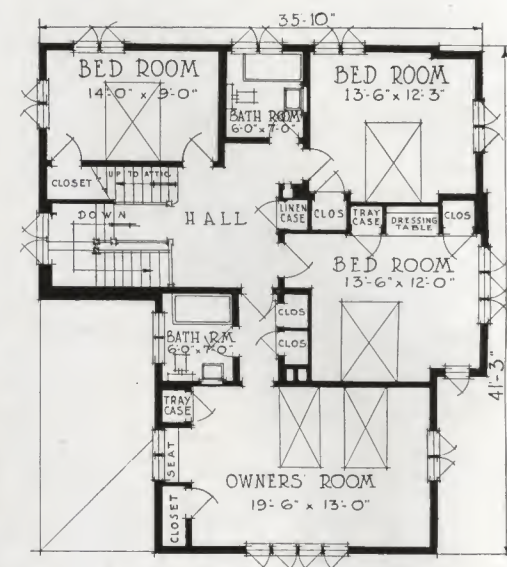 35'-10"
BED ROOM
14'-0" x 9'-0"
BATH ROOM
6'-0" x 7'-0"
BED ROOM
13'-6" x 12'-3"
CLOSET
UP TO ATTIC
DOWN
HALL
LINEN
CASE
CLOS
TRAY
CASE
DRESSING
TABLE
CLOS
BED ROOM
13'-6" x 12'-0"
CLOS
CLOS
BATH RM.
6'-0" x 7'-0"
41'-3"
TRAY
CASE
SEAT
CLOSET
OWNERS' ROOM
19'-6" x 13'-0"